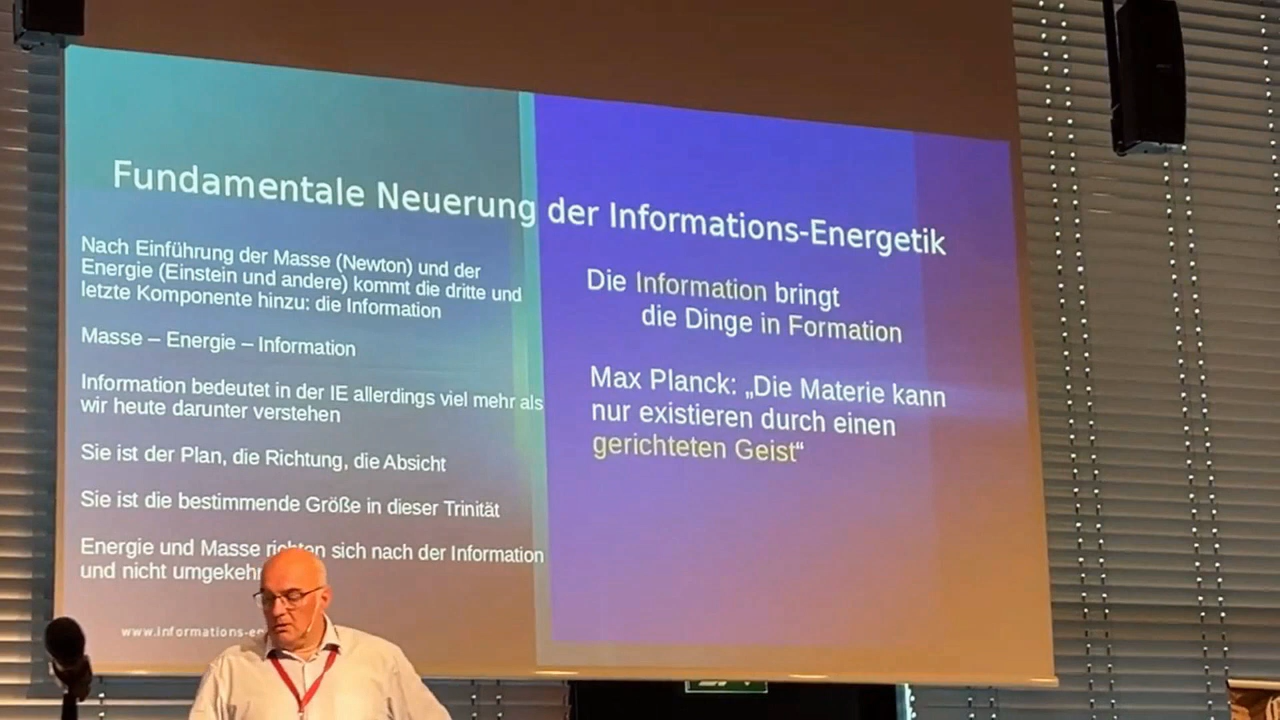 Fundamentale Neuerung der Informations-Energetik
Nach Einführung der Masse (Newton) und der
Energie (Einstein und andere) kommt die dritte und
letzte Komponente hinzu: die Information
Masse – Energie – Information
Information bedeutet in der IE allerdings viel mehr als
wir heute darunter verstehen
Sie ist der Plan, die Richtung, die Absicht
Sie ist die bestimmende Größe in dieser Trinität
Energie und Masse richten sich nach der Information
und nicht umgekehr
www.informations-en
Die Information bringt
die Dinge in Formation
Max Planck: „Die Materie kann
nur existieren durch einen
gerichteten Geist“